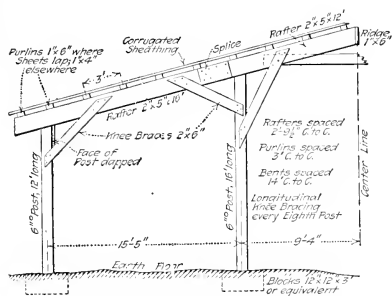 Purlins 1"x6" where
Sheets lap; 1"x4"
elsewhere
Corrugated
Sheathing
Splice
Rafter 2"x5"x12'
Ridge,
1"x6"
3'
Rafter 2"x5"x16'
Knee Braces 2"x6"
Face of
Post dapped
6" Post, 12' long
6" Post, 16' long
Rafters spaced
2'-9½" C. to C.
Purlins spaced
3' C. to C.
Bents spaced
14' C. to C.
Longitudinal
Knee Bracing
every Eighth Post
Center Line
15'-5"
9'-4"
Earth Floor
Blocks 12"x12"x3"
or equivalent